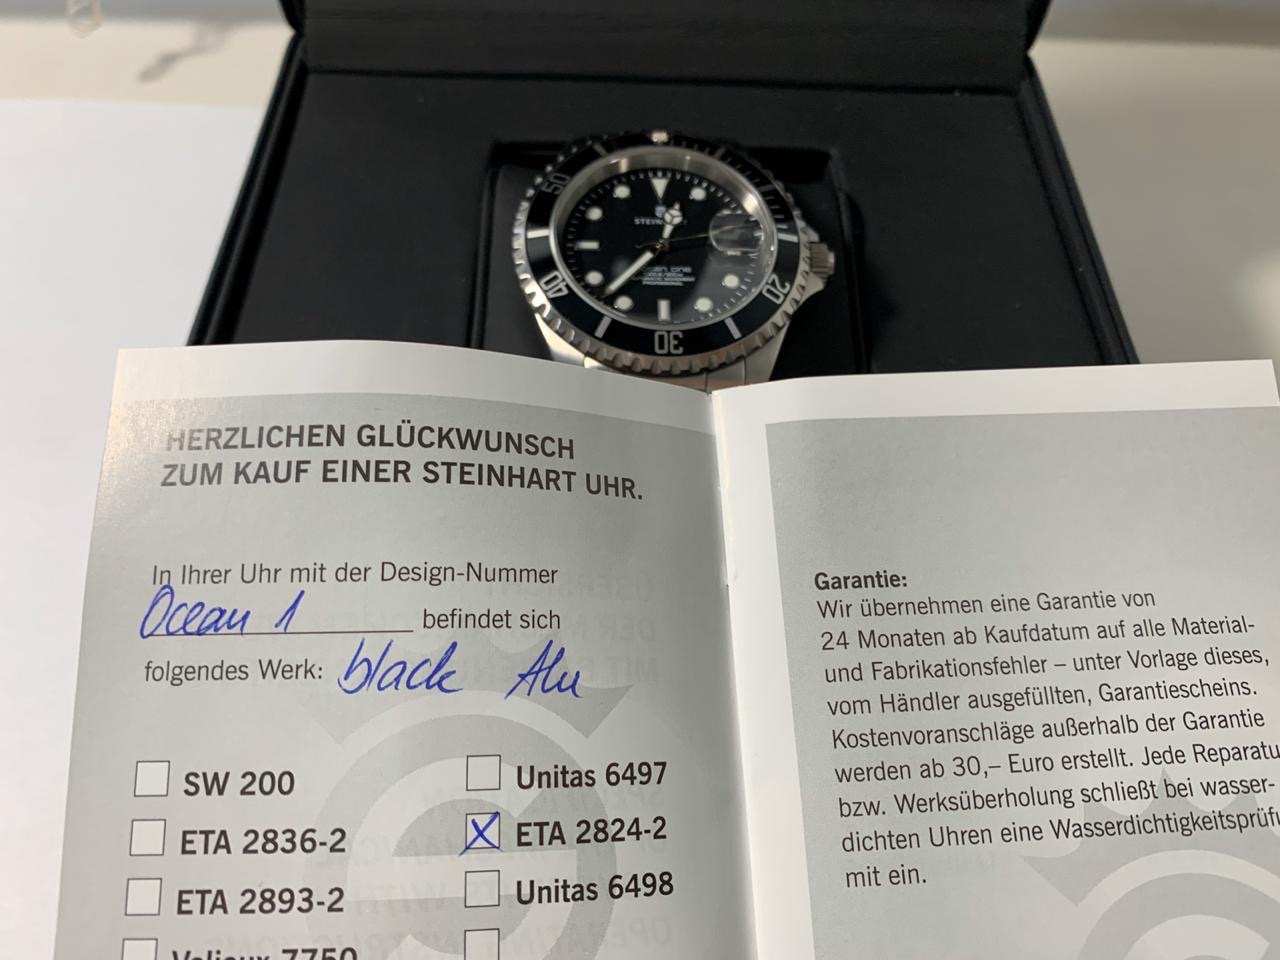 50
40
30
20
HERZLICHEN GLÜCKWUNSCH
ZUM KAUF EINER STEINHART UHR.
In Ihrer Uhr mit der Design-Nummer
Ocean 1 befindet sich
folgendes Werk: black Alu
SW 200
Unitas 6497
ETA 2836-2
X ETA 2824-2
ETA 2893-2
Unitas 6498
Valjoux 7750
Garantie:
Wir übernehmen eine Garantie von
24 Monaten ab Kaufdatum auf alle Material-
und Fabrikationsfehler – unter Vorlage dieses,
vom Händler ausgefüllten, Garantiescheins.
Kostenvoranschläge außerhalb der Garantie
werden ab 30,– Euro erstellt. Jede Reparatu
bzw. Werksüberholung schließt bei wasser-
dichten Uhren eine Wasserdichtigkeitsprüfu
mit ein.